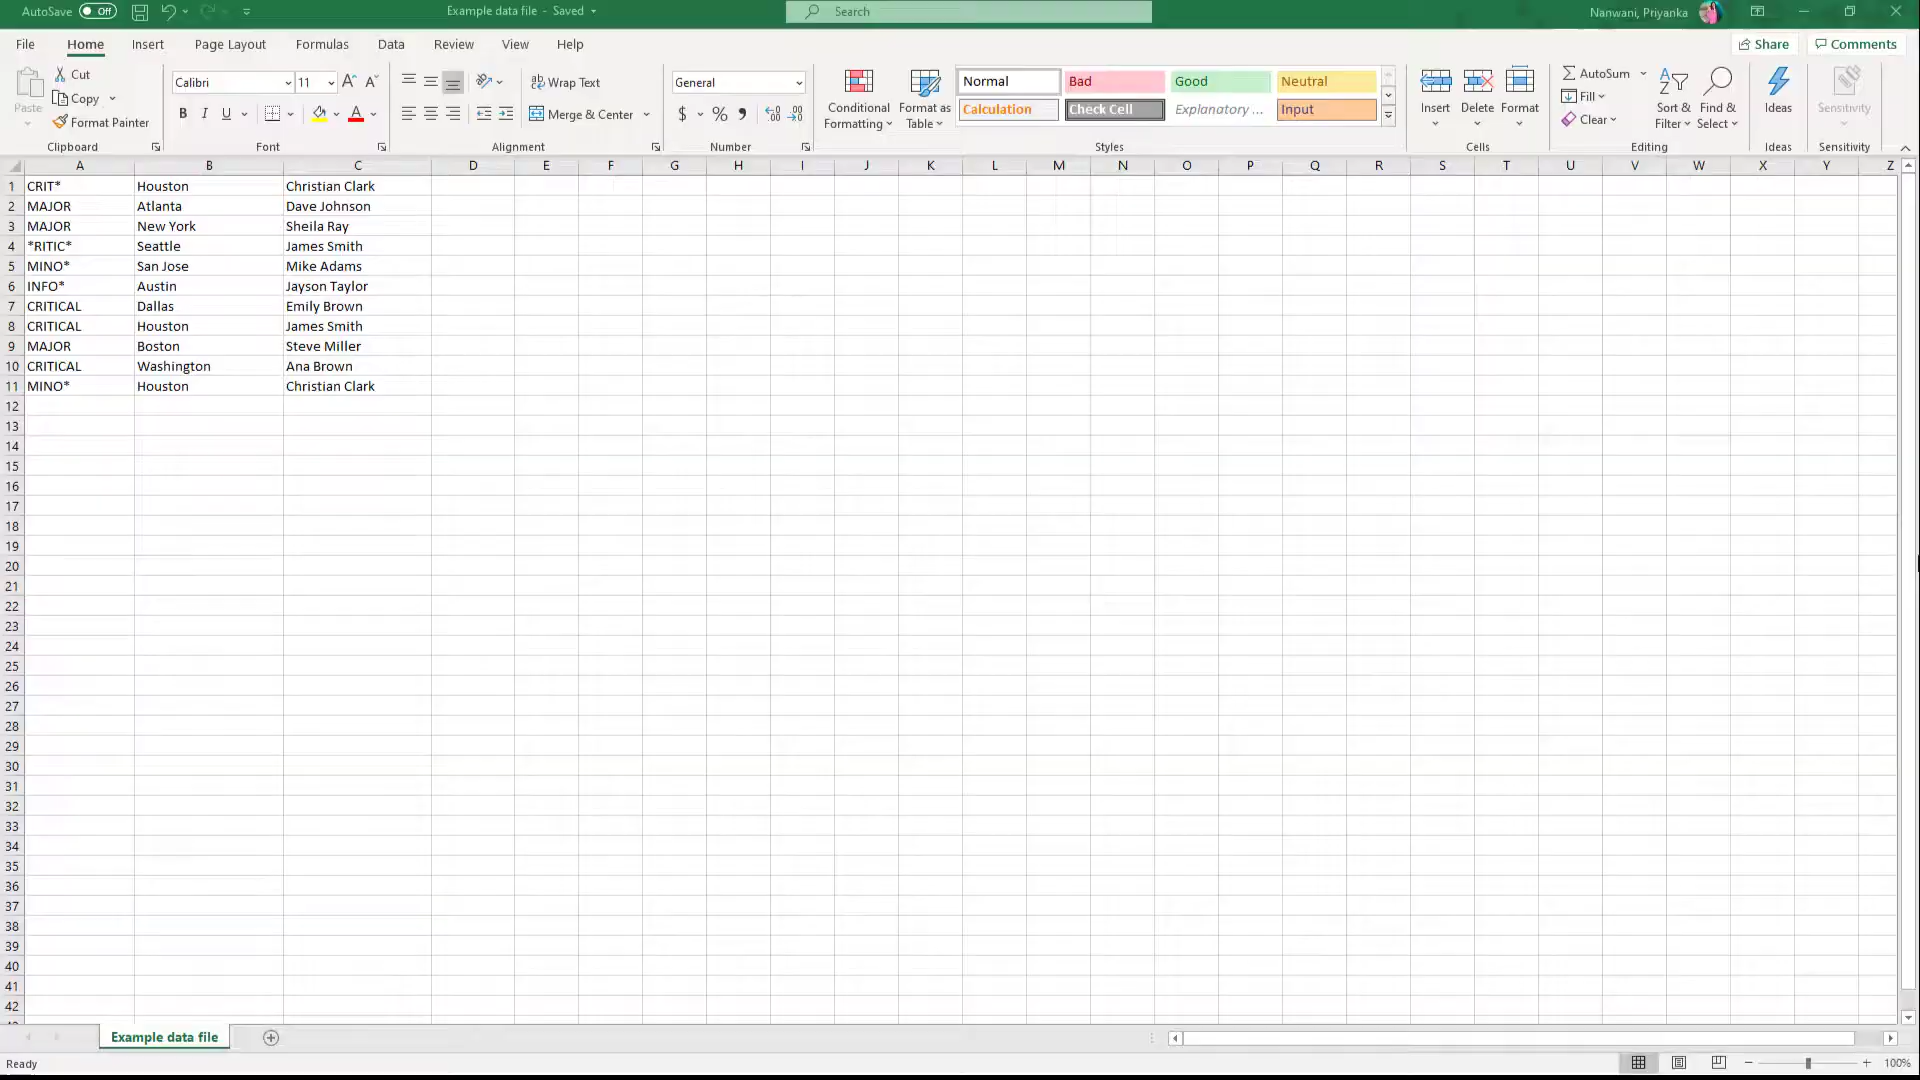 AutoSave Off Example data file - Saved Search Nanwani, Priyanka
File Home Insert Page Layout Formulas Data Review View Help Share Comments
Paste
Cut
Copy
Format Painter
Clipboard
Calibri 11
B I U
Font
Wrap Text
Merge & Center
Alignment
General
$ % ,
Number
Conditional Formatting
Format as Table
Normal Bad Good Neutral
Calculation Check Cell Explanatory ... Input
Styles
Insert Delete Format
Cells
AutoSum
Fill
Clear
Sort & Filter
Find & Select
Editing
Ideas
Ideas
Sensitivity
Sensitivity
A B C D E F G H I J K L M N O P Q R S T U V W X Y Z
1 CRIT* Houston Christian Clark
2 MAJOR Atlanta Dave Johnson
3 MAJOR New York Sheila Ray
4 *RITIC* Seattle James Smith
5 MINO* San Jose Mike Adams
6 INFO* Austin Jayson Taylor
7 CRITICAL Dallas Emily Brown
8 CRITICAL Houston James Smith
9 MAJOR Boston Steve Miller
10 CRITICAL Washington Ana Brown
11 MINO* Houston Christian Clark
12
13
14
15
16
17
18
19
20
21
22
23
24
25
26
27
28
29
30
31
32
33
34
35
36
37
38
39
40
41
42
Example data file
Ready 100%